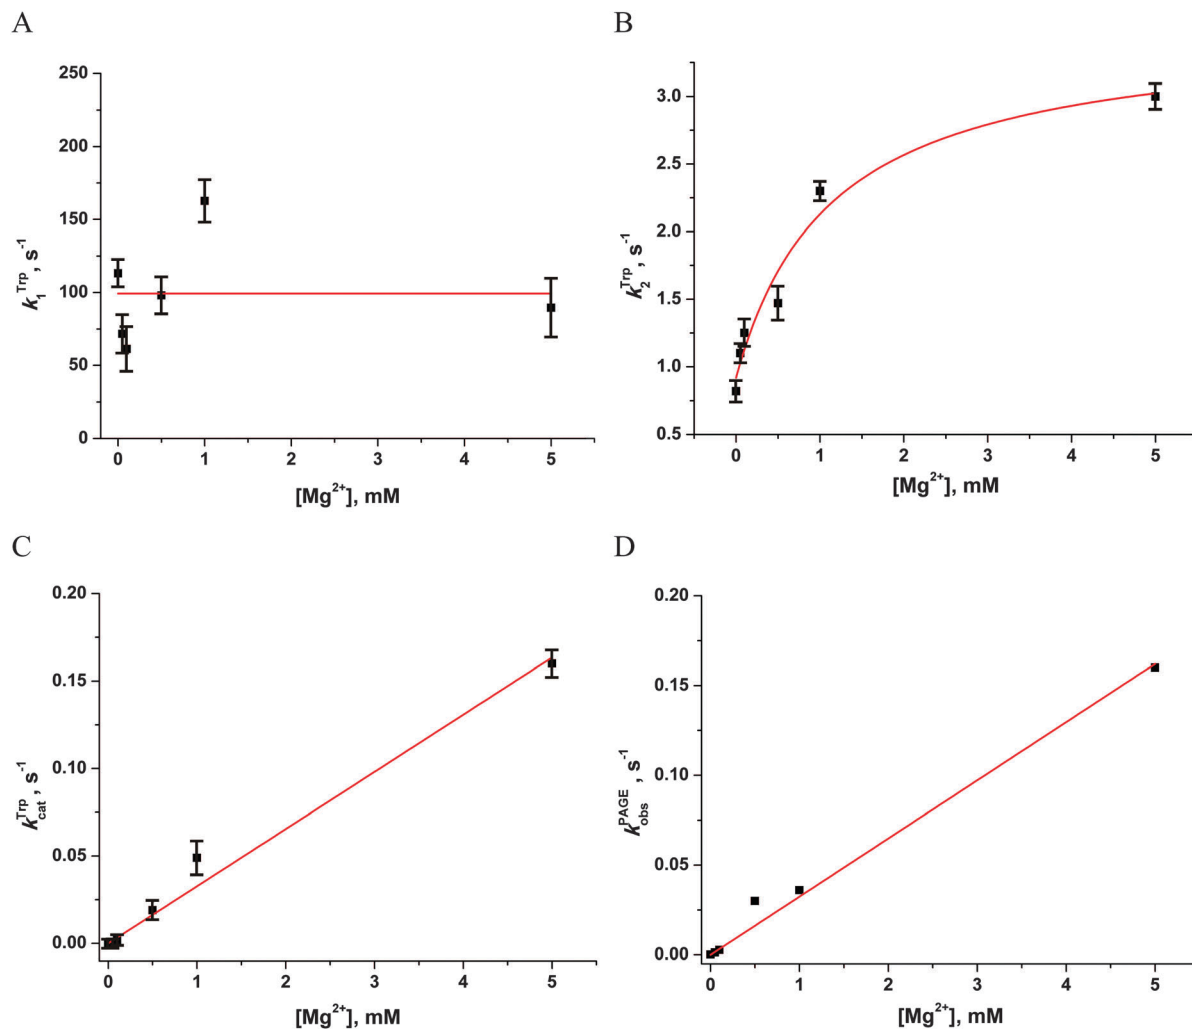 A
250
200
150
100
50
0
k₁ᵀʳᵖ, s⁻¹
0 1 2 3 4 5
[Mg²⁺], mM
B
3.0
2.5
2.0
1.5
1.0
0.5
k₂ᵀʳᵖ, s⁻¹
0 1 2 3 4 5
[Mg²⁺], mM
C
0.20
0.15
0.10
0.05
0.00
k_cat^Trp, s⁻¹
0 1 2 3 4 5
[Mg²⁺], mM
D
0.20
0.15
0.10
0.05
0.00
k_obs^PAGE, s⁻¹
0 1 2 3 4 5
[Mg²⁺], mM